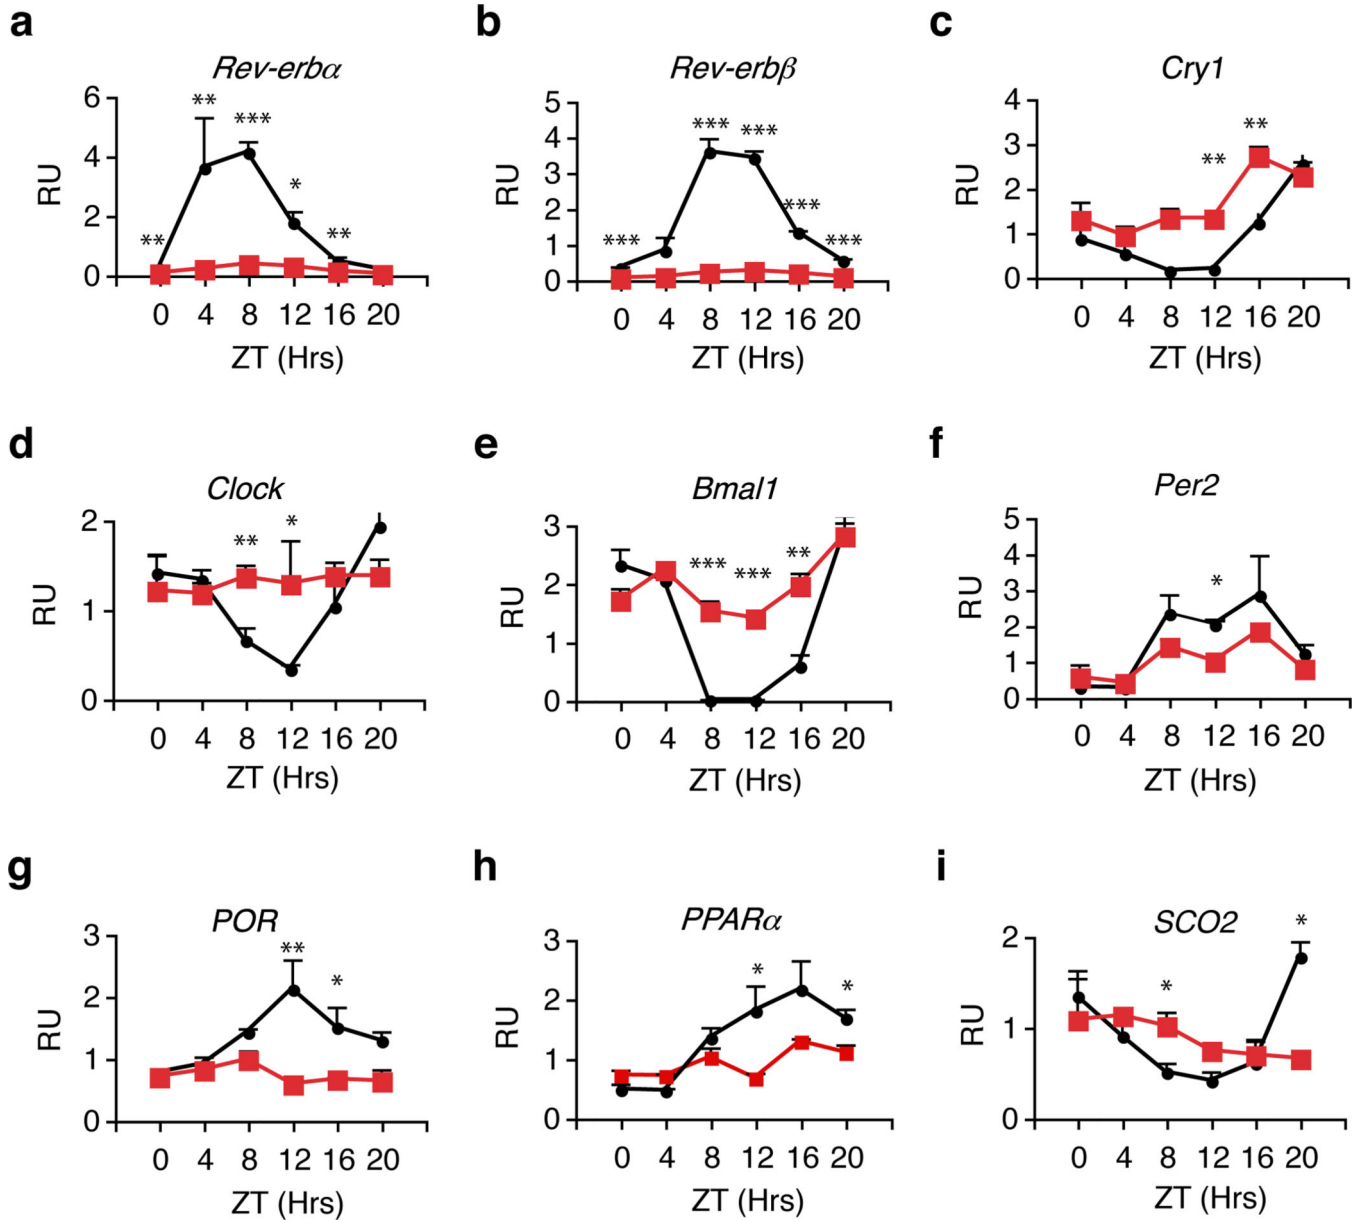 a
Rev-erbα
6
4
2
0
RU
**
**
***
*
**
0 4 8 12 16 20
ZT (Hrs)
b
Rev-erbβ
5
4
3
2
1
0
RU
***
***
***
***
***
0 4 8 12 16 20
ZT (Hrs)
c
Cry1
4
3
2
1
0
RU
**
**
0 4 8 12 16 20
ZT (Hrs)
d
Clock
2
1
0
RU
**
*
0 4 8 12 16 20
ZT (Hrs)
e
Bmal1
3
2
1
0
RU
***
***
**
0 4 8 12 16 20
ZT (Hrs)
f
Per2
5
4
3
2
1
0
RU
*
0 4 8 12 16 20
ZT (Hrs)
g
POR
3
2
1
0
RU
**
*
0 4 8 12 16 20
ZT (Hrs)
h
PPARα
3
2
1
0
RU
*
*
0 4 8 12 16 20
ZT (Hrs)
i
SCO2
2
1
0
RU
*
*
0 4 8 12 16 20
ZT (Hrs)